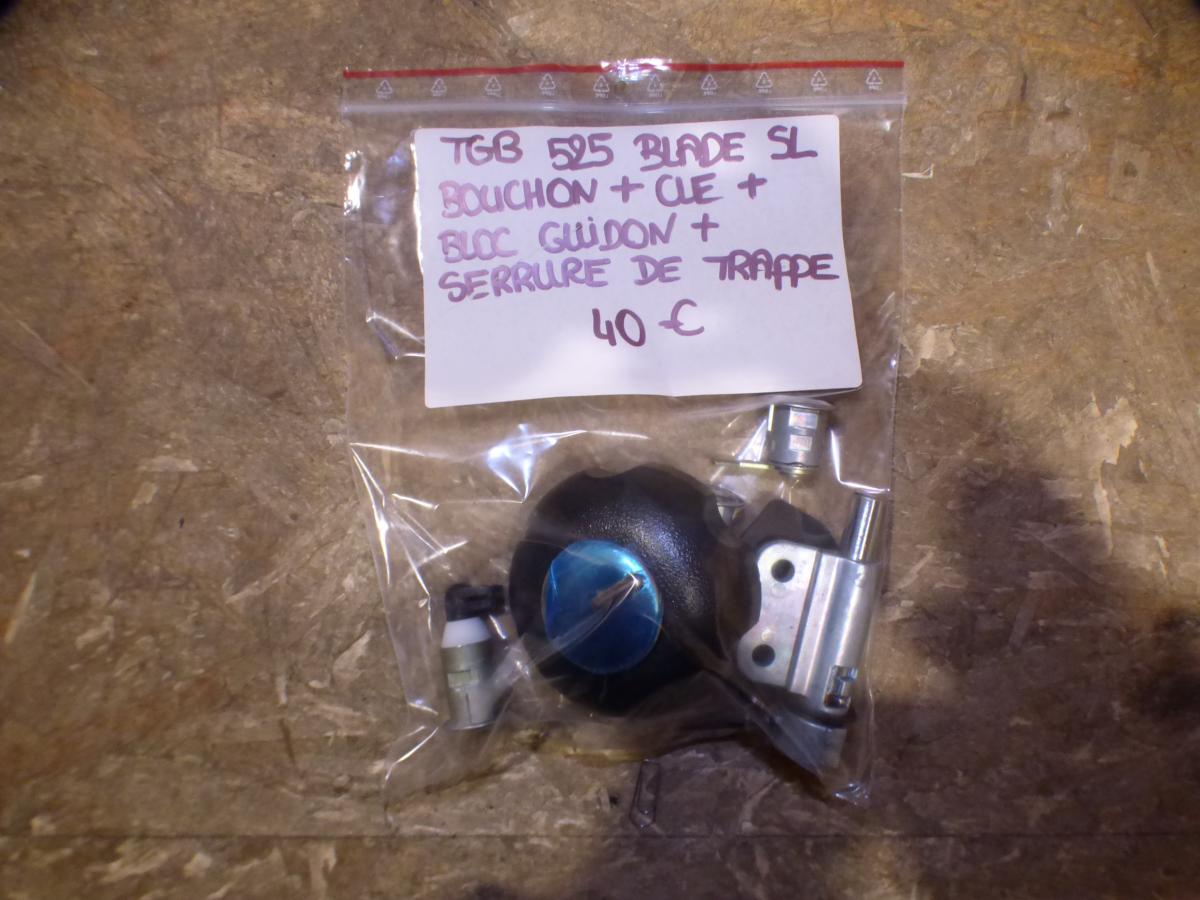 TGB 525 BLADE SL
BOUCHON + CLE +
BLOC GUIDON +
SERRURE DE TRAPPE
40 €